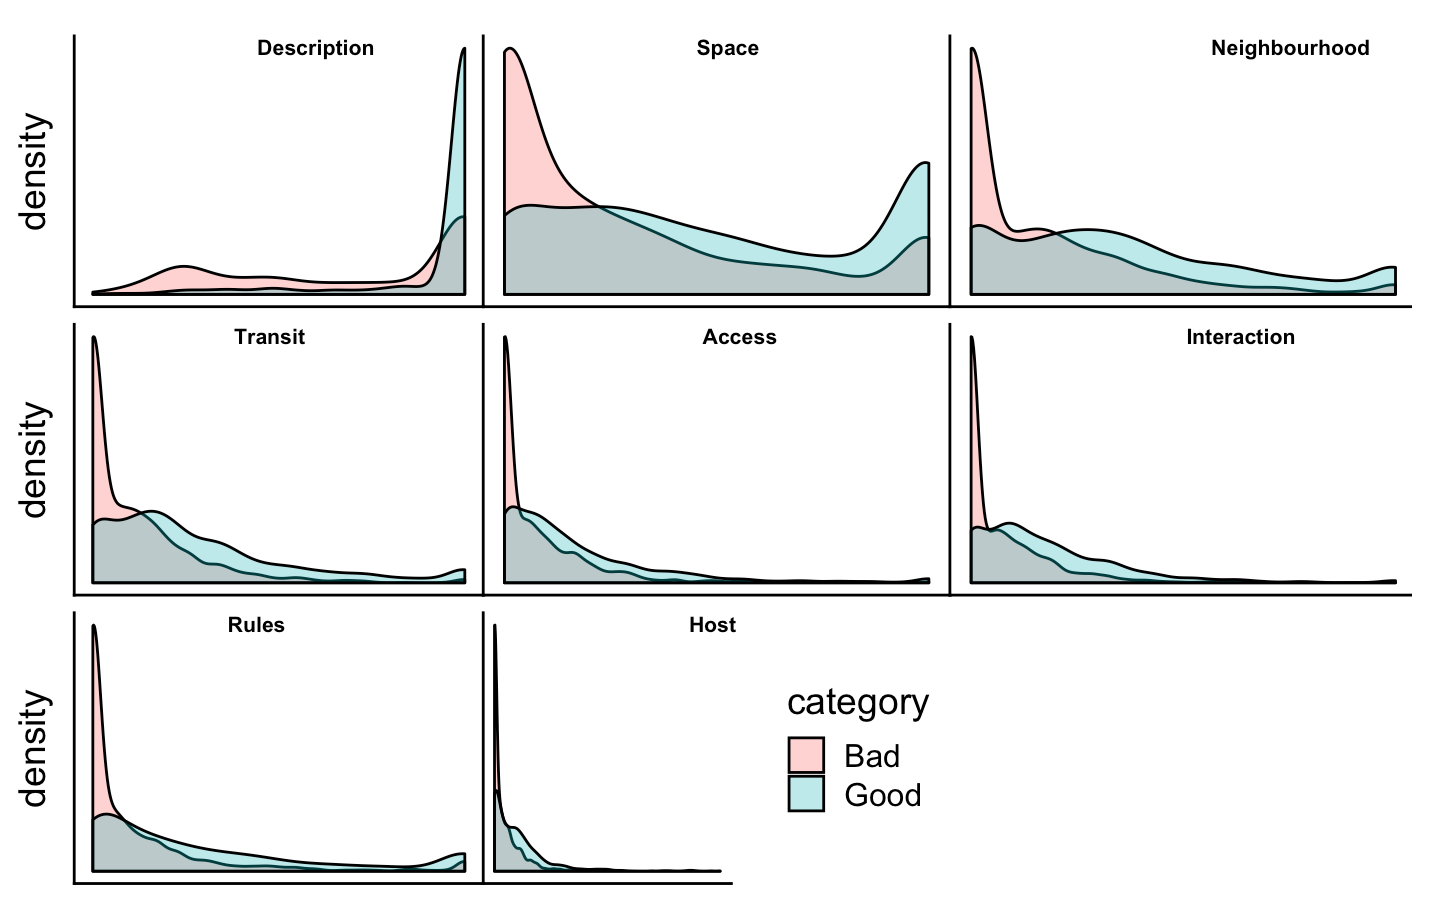 Description
Space
Neighbourhood
density
Transit
Access
Interaction
density
Rules
Host
density
category
Bad
Good